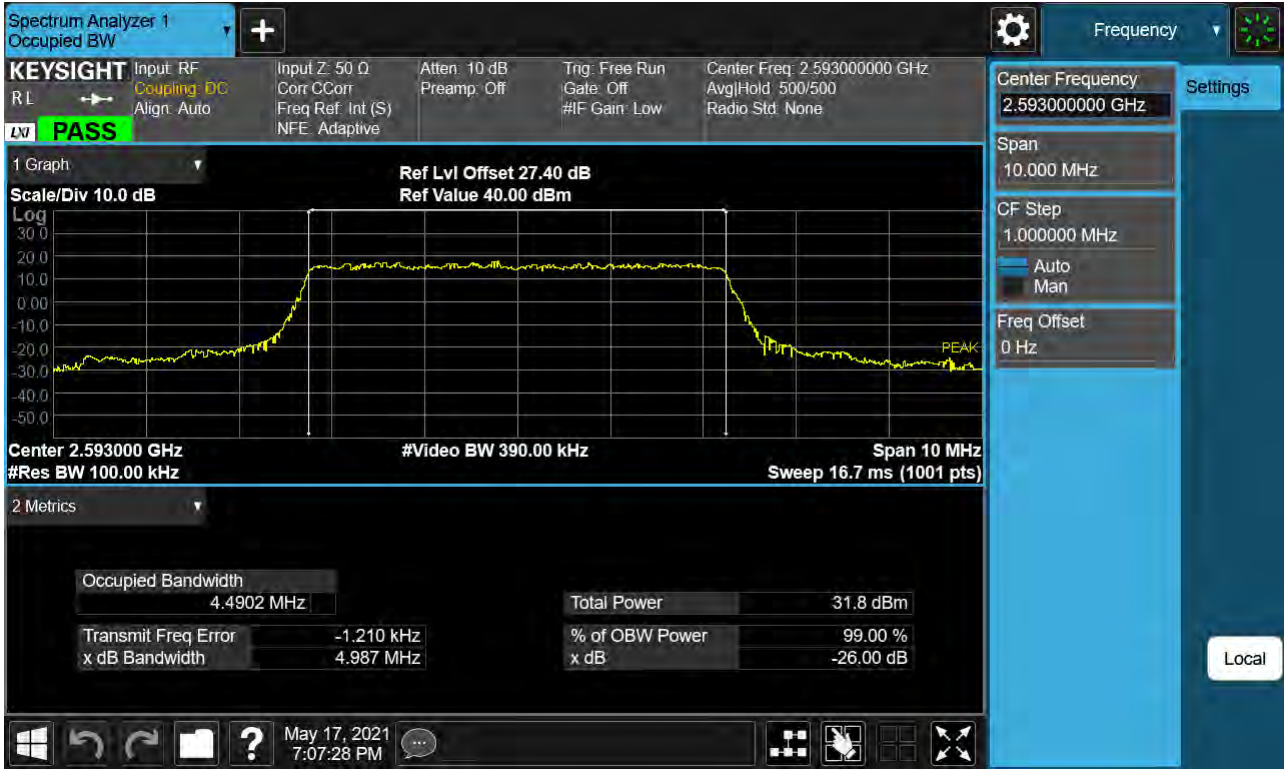 Spectrum Analyzer 1
Occupied BW
+
Frequency
KEYSIGHT
R L
LXI PASS
Input: RF
Coupling: DC
Align: Auto
Input Z: 50 Ω
Corr CCorr
Freq Ref: Int (S)
NFE: Adaptive
Atten: 10 dB
Preamp: Off
Trig: Free Run
Gate: Off
#IF Gain: Low
Center Freq: 2.593000000 GHz
Avg|Hold: 500/500
Radio Std: None
Center Frequency
2.593000000 GHz
Settings
Span
10.000 MHz
CF Step
1.000000 MHz
Auto
Man
Freq Offset
0 Hz
Local
1 Graph
Scale/Div 10.0 dB
Ref Lvl Offset 27.40 dB
Ref Value 40.00 dBm
Log
30.0
20.0
10.0
0.00
-10.0
-20.0
-30.0
-40.0
-50.0
PEAK
Center 2.593000 GHz
#Video BW 390.00 kHz
Span 10 MHz
#Res BW 100.00 kHz
Sweep 16.7 ms (1001 pts)
2 Metrics
Occupied Bandwidth
4.4902 MHz
Total Power 31.8 dBm
Transmit Freq Error -1.210 kHz
% of OBW Power 99.00 %
x dB Bandwidth 4.987 MHz
x dB -26.00 dB
?
May 17, 2021
7:07:28 PM